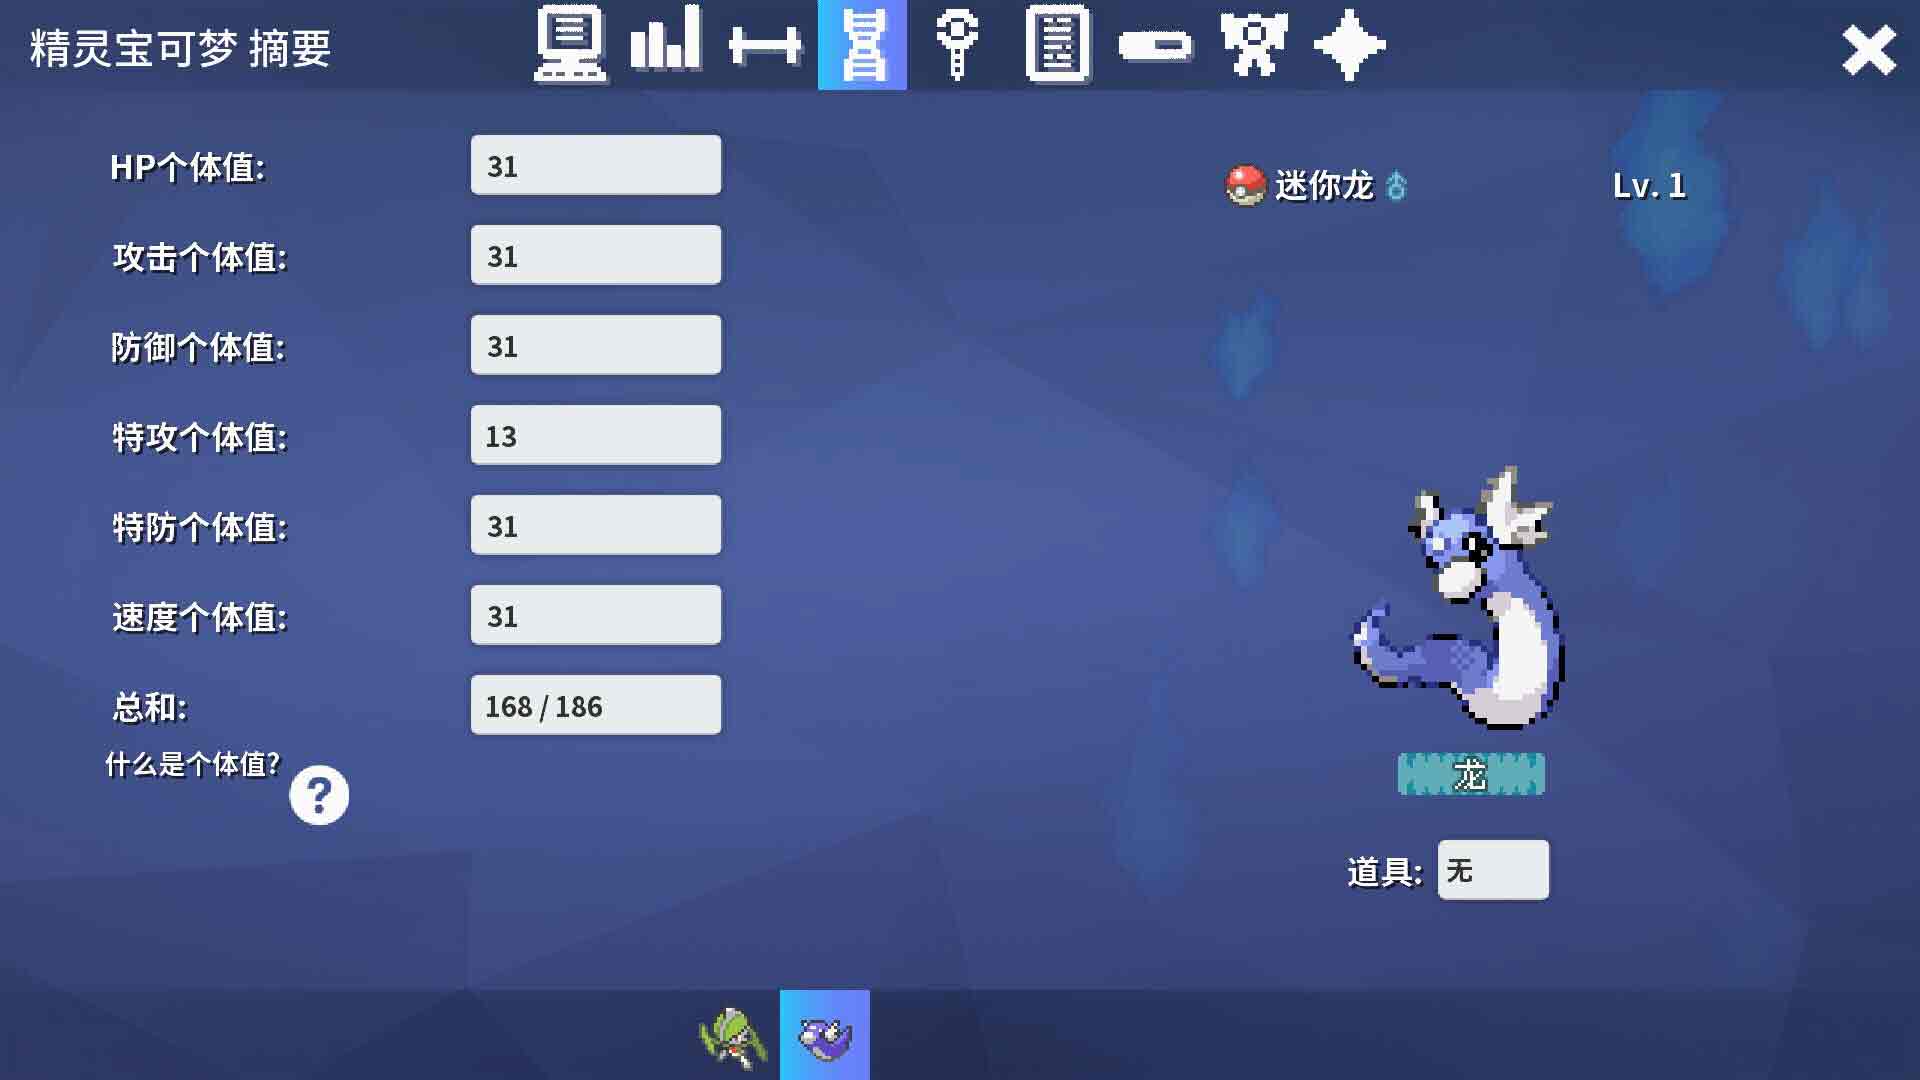 精灵宝可梦 摘要
HP个体值: 31
攻击个体值: 31
防御个体值: 31
特攻个体值: 13
特防个体值: 31
速度个体值: 31
总和: 168 / 186
什么是个体值?
?
迷你龙 ♂ Lv. 1
龙
道具: 无